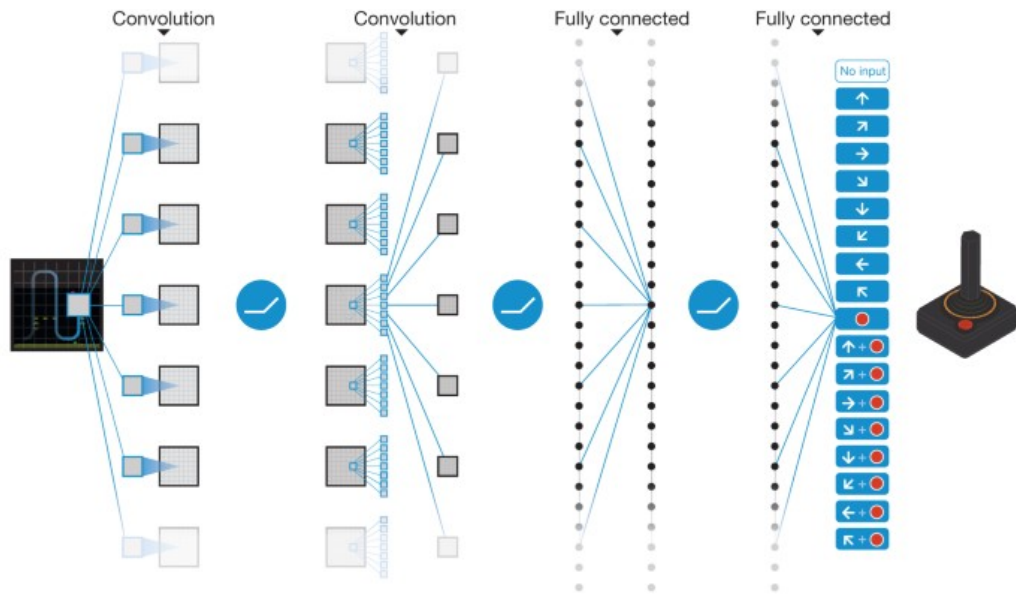 Convolution
Convolution
Fully connected
Fully connected
No input
+
+
+
+
+
+
+
+